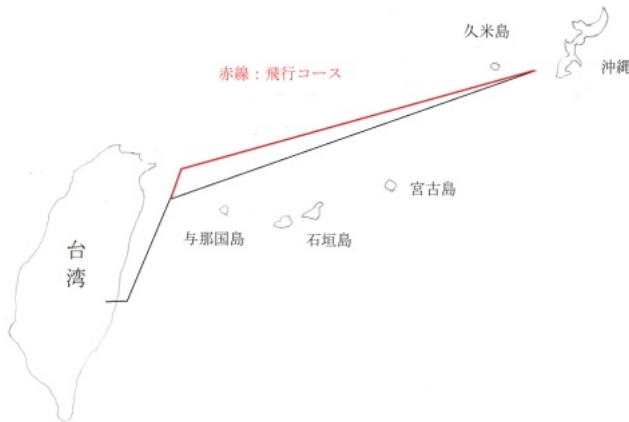 久米島
沖縄
赤線：飛行コース
宮古島
与那国島
石垣島
台
湾